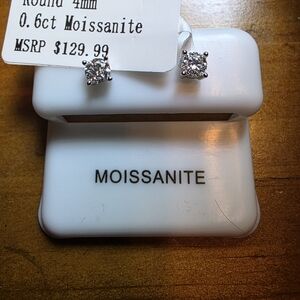 Round 4mm
0.6ct Moissanite
MSRP $129.99
MOISSANITE